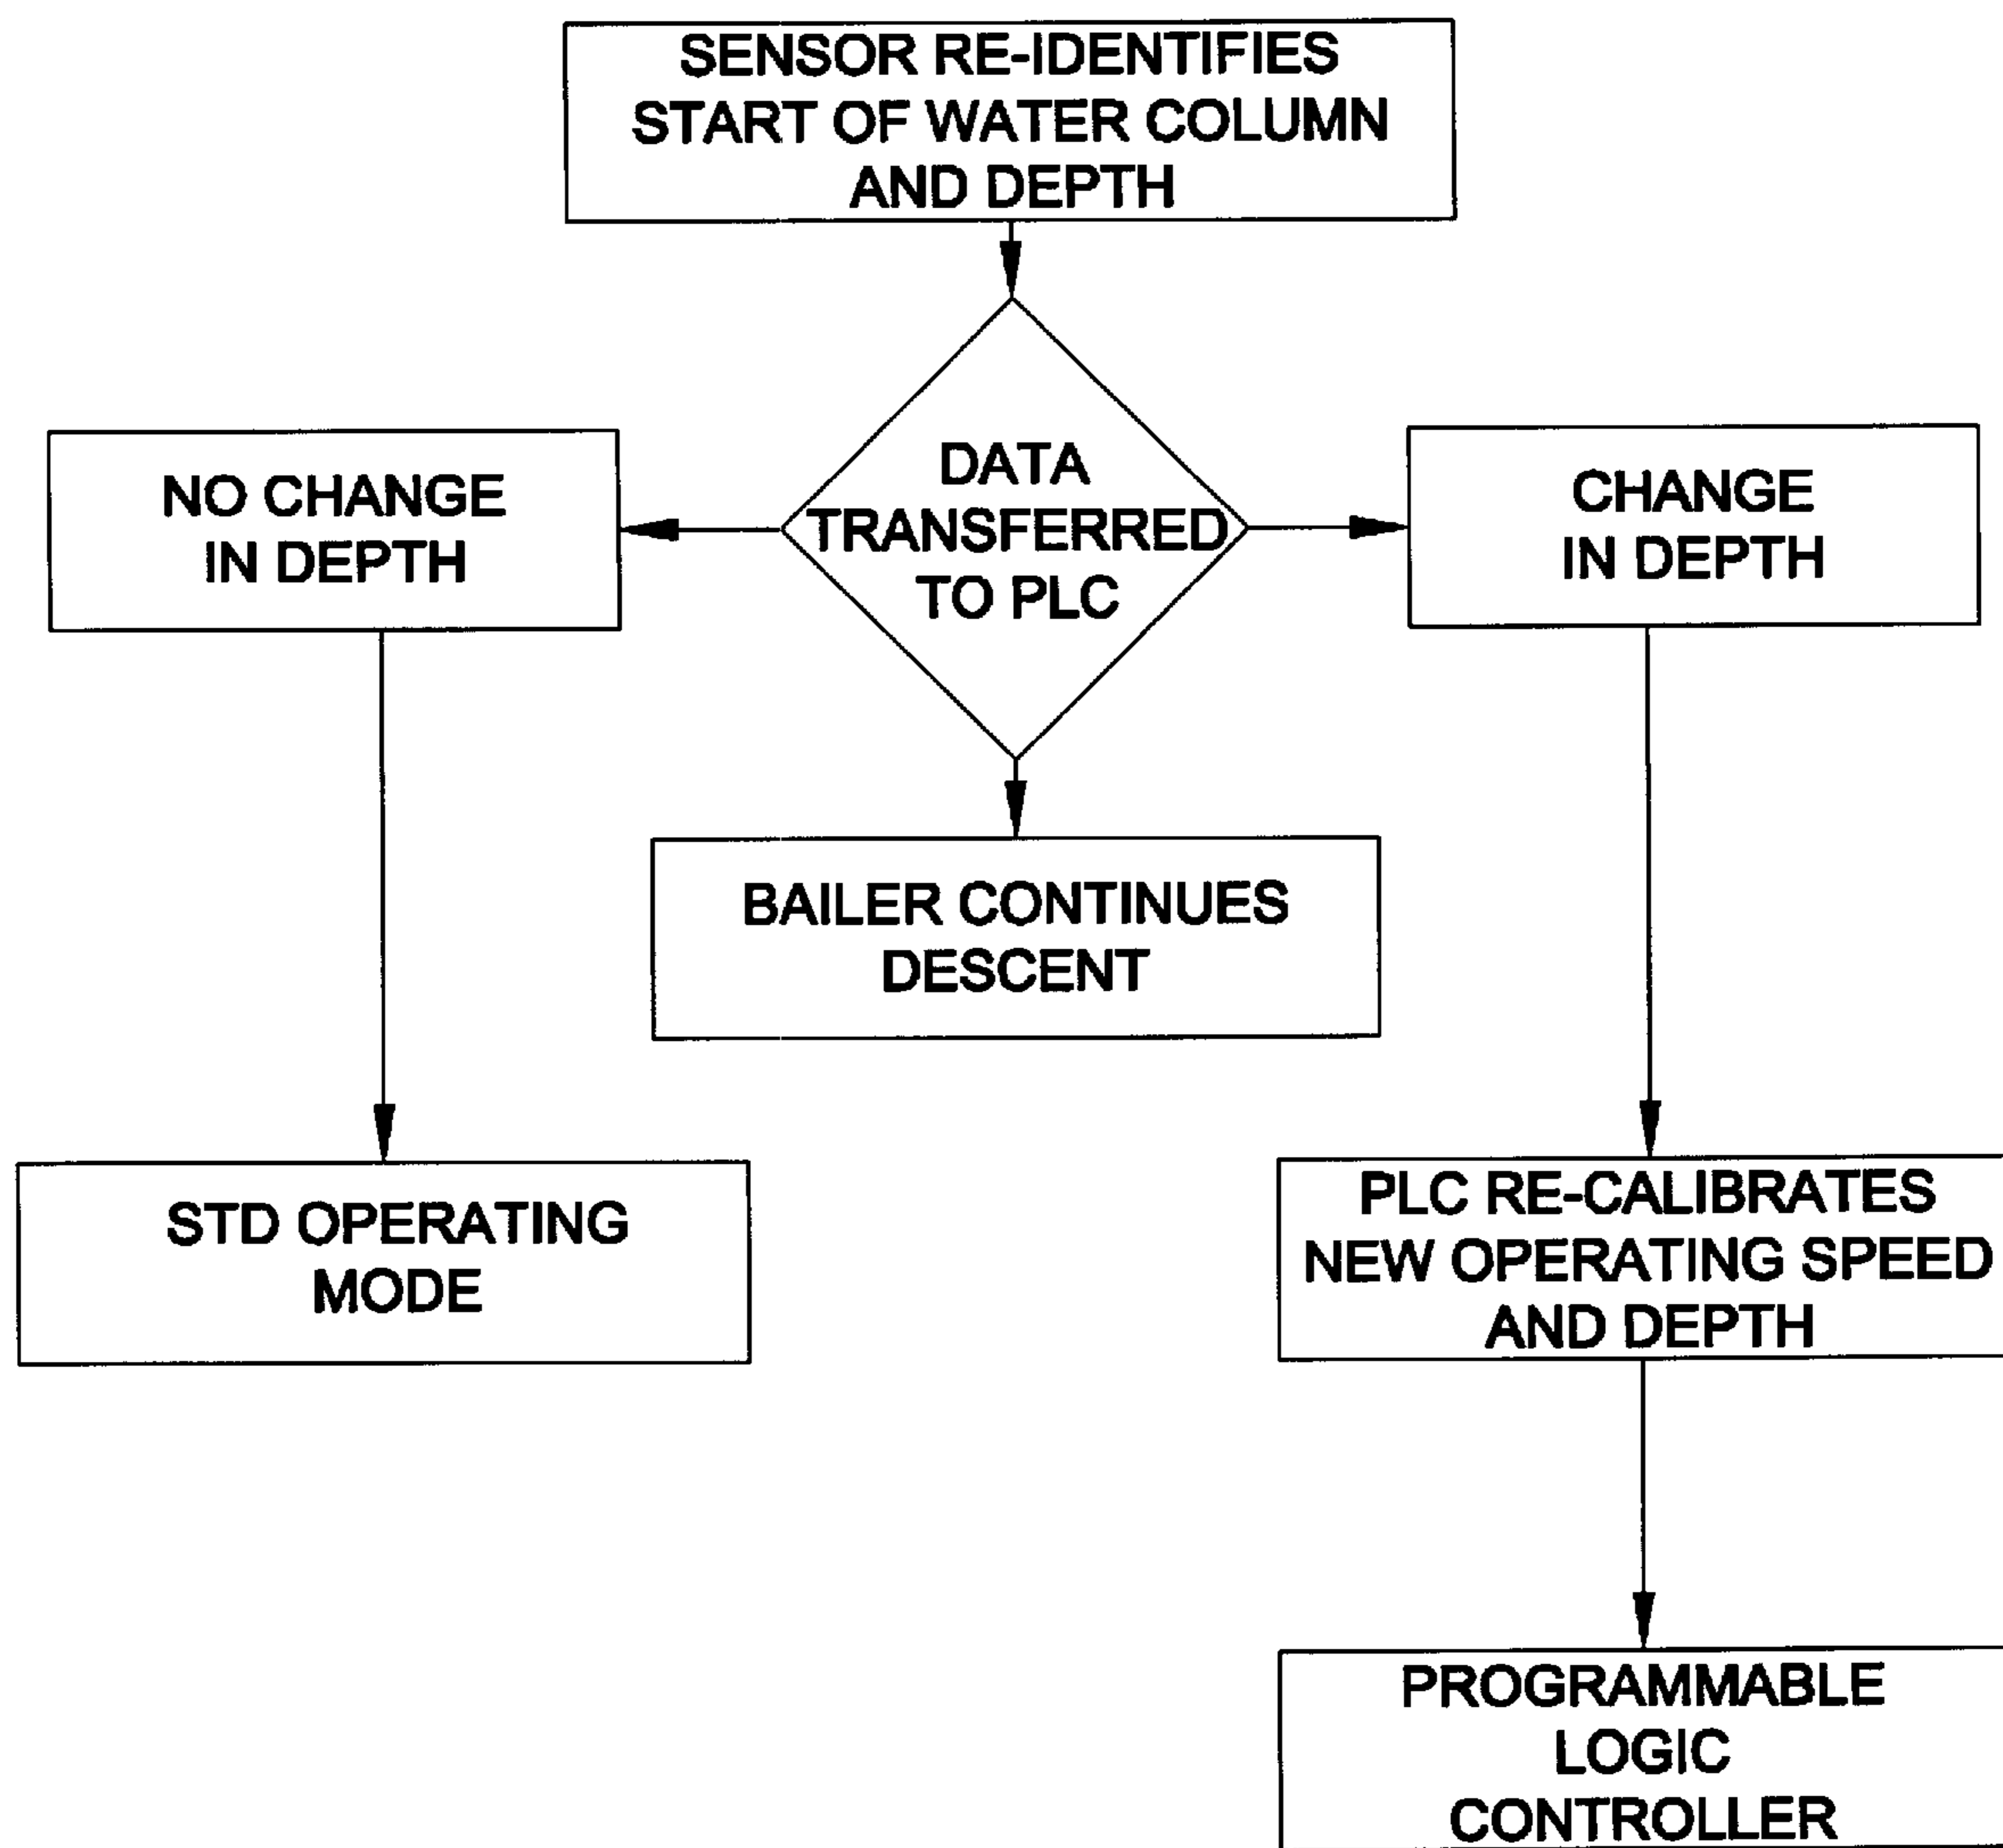 SENSOR RE-IDENTIFIES
START OF WATER COLUMN
AND DEPTH
NO CHANGE
IN DEPTH
DATA
TRANSFERRED
TO PLC
CHANGE
IN DEPTH
BAILER CONTINUES
DESCENT
STD OPERATING
MODE
PLC RE-CALIBRATES
NEW OPERATING SPEED
AND DEPTH
PROGRAMMABLE
LOGIC
CONTROLLER